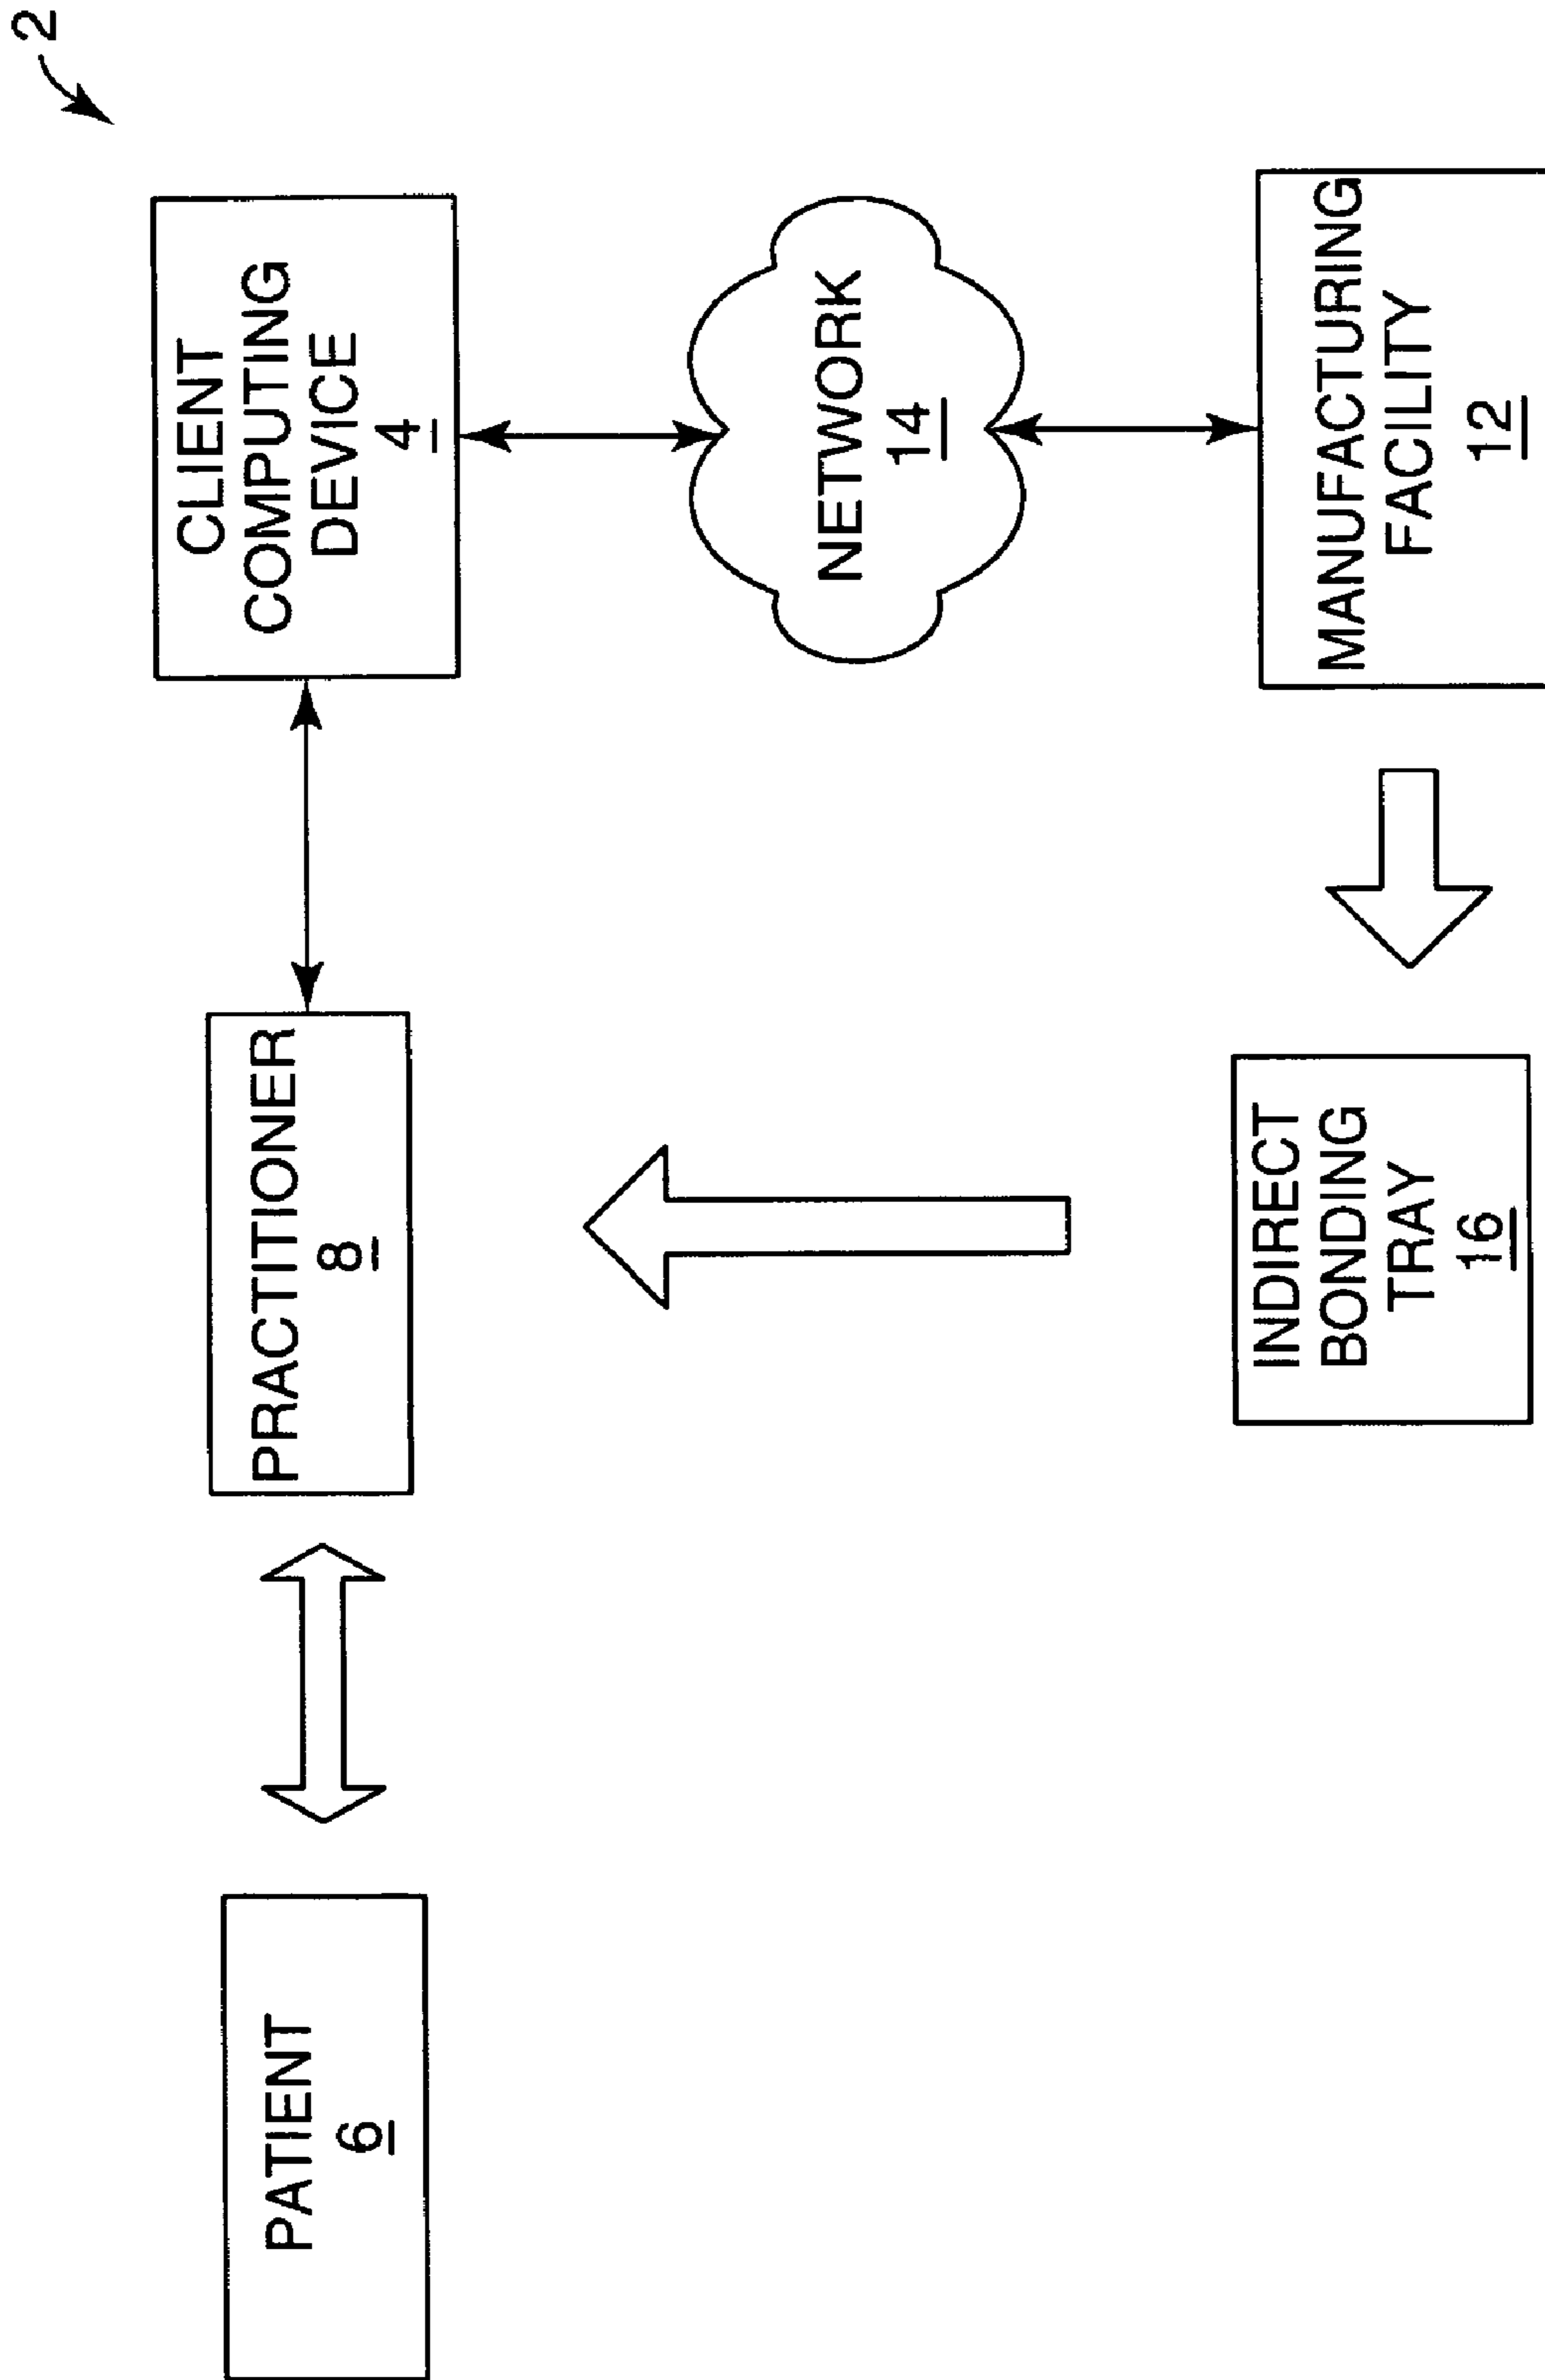 2
PATIENT
6
PRACTITIONER
8
CLIENT
COMPUTING
DEVICE
4
NETWORK
14
INDIRECT
BONDING
TRAY
16
MANUFACTURING
FACILITY
12